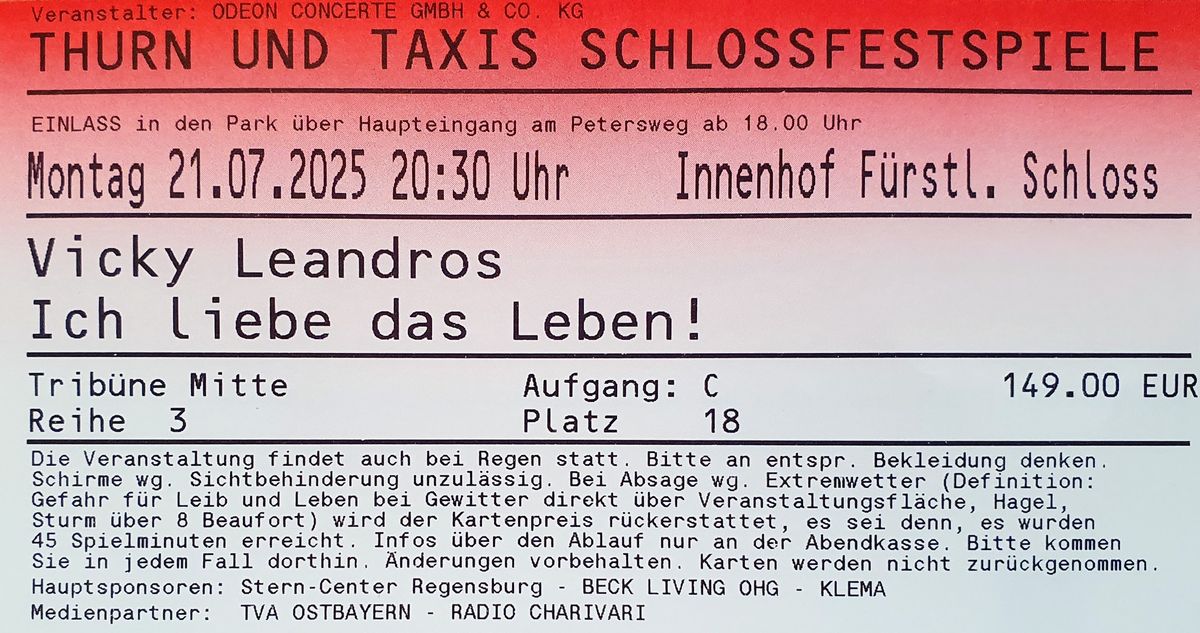 Veranstalter: ODEON CONCERTE GMBH & CO. KG
THURN UND TAXIS SCHLOSSFESTSPIELE
EINLASS in den Park über Haupteingang am Petersweg ab 18.00 Uhr
Montag 21.07.2025 20:30 Uhr Innenhof Fürstl. Schloss
Vicky Leandros
Ich liebe das Leben!
Tribüne Mitte Aufgang: C 149.00 EUR
Reihe 3 Platz 18
Die Veranstaltung findet auch bei Regen statt. Bitte an entspr. Bekleidung denken.
Schirme wg. Sichtbehinderung unzulässig. Bei Absage wg. Extremwetter (Definition:
Gefahr für Leib und Leben bei Gewitter direkt über Veranstaltungsfläche, Hagel,
Sturm über 8 Beaufort) wird der Kartenpreis rückerstattet, es sei denn, es wurden
45 Spielminuten erreicht. Infos über den Ablauf nur an der Abendkasse. Bitte kommen
Sie in jedem Fall dorthin. Änderungen vorbehalten. Karten werden nicht zurückgenommen.
Hauptsponsoren: Stern-Center Regensburg - BECK LIVING OHG - KLEMA
Medienpartner: TVA OSTBAYERN - RADIO CHARIVARI